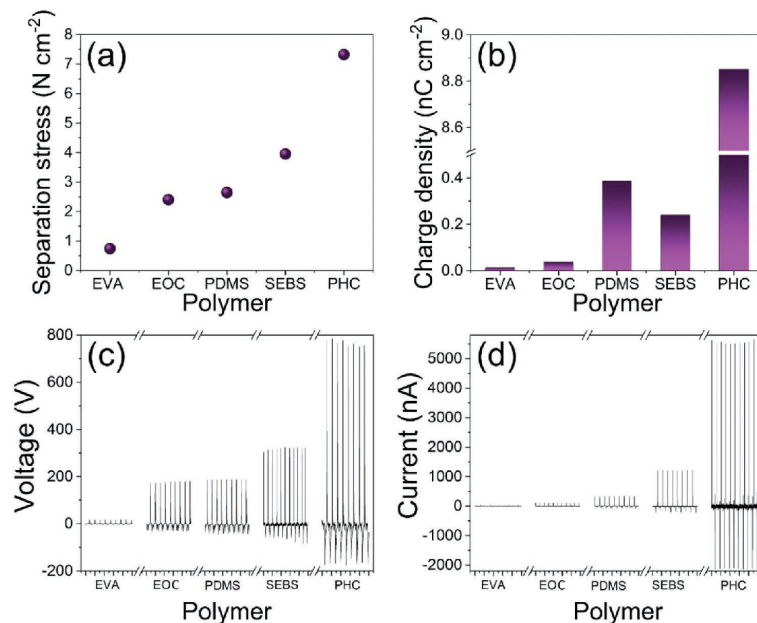 (a)
Separation stress (N cm⁻²)
8
7
6
5
4
3
2
1
0
EVA EOC PDMS SEBS PHC
Polymer
(b)
Charge density (nC cm⁻²)
9.0
8.8
8.6
0.4
0.2
0.0
EVA EOC PDMS SEBS PHC
Polymer
(c)
Voltage (V)
800
600
400
200
0
-200
EVA EOC PDMS SEBS PHC
Polymer
(d)
Current (nA)
5000
4000
3000
2000
1000
0
-1000
-2000
EVA EOC PDMS SEBS PHC
Polymer